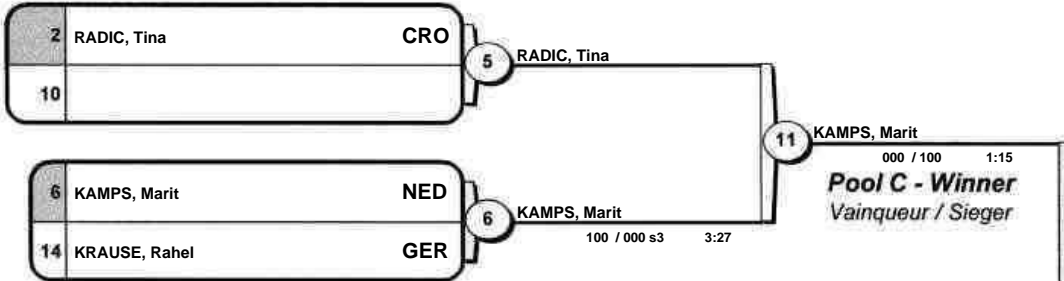 2 RADIC, Tina CRO
10
5 RADIC, Tina
6 KAMPS, Marit NED
14 KRAUSE, Rahel GER
6 KAMPS, Marit
100 / 000 s3 3:27
11 KAMPS, Marit
000 / 100 1:15
Pool C - Winner
Vainqueur / Sieger